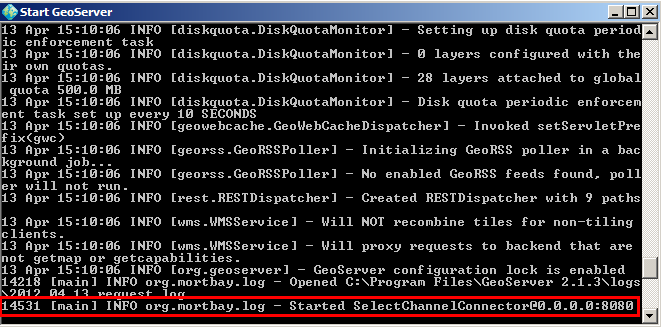 Start GeoServer
13 Apr 15:10:06 INFO [diskquota.DiskQuotaMonitor] - Setting up disk quota period
ic enforcement task
13 Apr 15:10:06 INFO [diskquota.DiskQuotaMonitor] - 0 layers configured with the
ir own quotas.
13 Apr 15:10:06 INFO [diskquota.DiskQuotaMonitor] - 28 layers attached to global
 quota 500.0 MB
13 Apr 15:10:06 INFO [diskquota.DiskQuotaMonitor] - Disk quota periodic enforcem
ent task set up every 10 SECONDS
13 Apr 15:10:06 INFO [geowebcache.GeoWebCacheDispatcher] - Invoked setServletPre
fix(gwc)
13 Apr 15:10:06 INFO [georss.GeoRSSPoller] - Initializing GeoRSS poller in a bac
kground job...
13 Apr 15:10:06 INFO [georss.GeoRSSPoller] - No enabled GeoRSS feeds found, poll
er will not run.
13 Apr 15:10:06 INFO [rest.RESTDispatcher] - Created RESTDispatcher with 9 paths
13 Apr 15:10:06 INFO [wms.WMSService] - Will NOT recombine tiles for non-tiling
clients.
13 Apr 15:10:06 INFO [wms.WMSService] - Will proxy requests to backend that are
not getmap or getcapabilities.
13 Apr 15:10:06 INFO [org.geoserver] - GeoServer configuration lock is enabled
14218 [main] INFO org.mortbay.log - Opened C:\Program Files\GeoServer 2.1.3\logs
\2012_04_13.request.log
14531 [main] INFO org.mortbay.log - Started SelectChannelConnector@0.0.0.0:8080